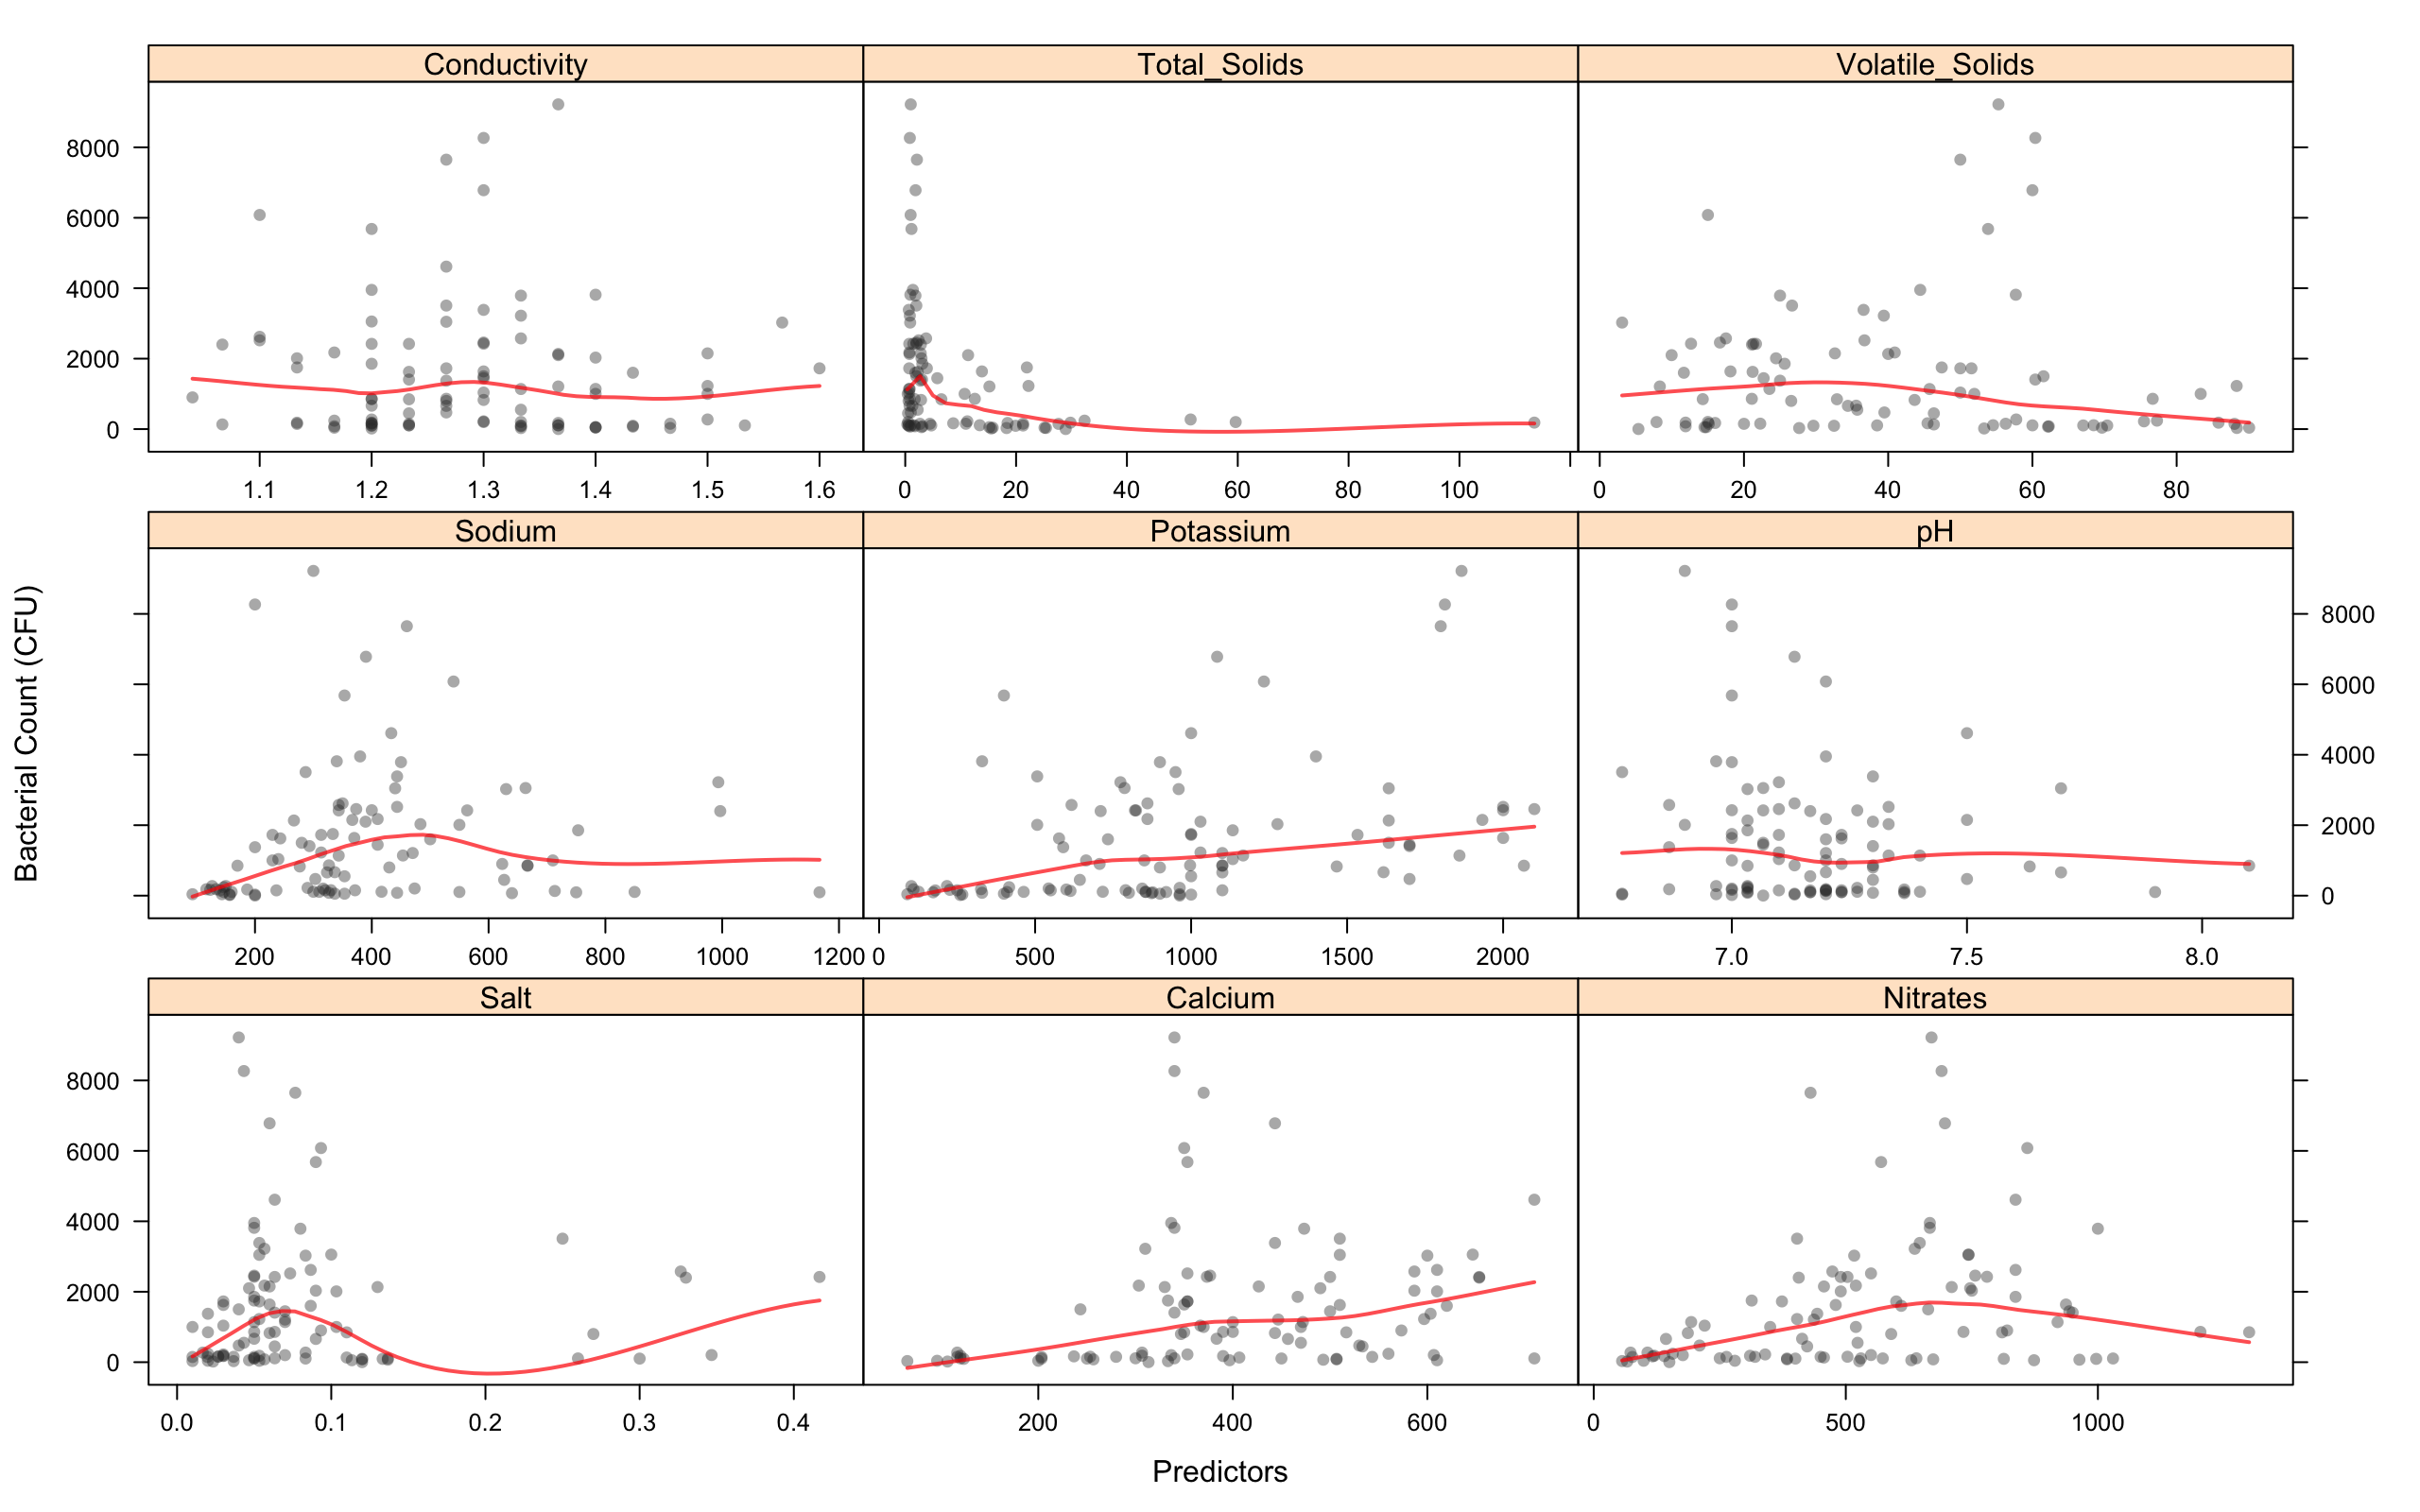 Conductivity Total_Solids Volatile_Solids
8000
6000
4000
2000
0
1.1 1.2 1.3 1.4 1.5 1.6 0 20 40 60 80 100 0 20 40 60 80
Sodium Potassium pH
8000
6000
4000
2000
0
200 400 600 800 1000 1200 0 500 1000 1500 2000 7.0 7.5 8.0
Salt Calcium Nitrates
8000
6000
4000
2000
0
0.0 0.1 0.2 0.3 0.4 200 400 600 0 500 1000
Bacterial Count (CFU)
Predictors